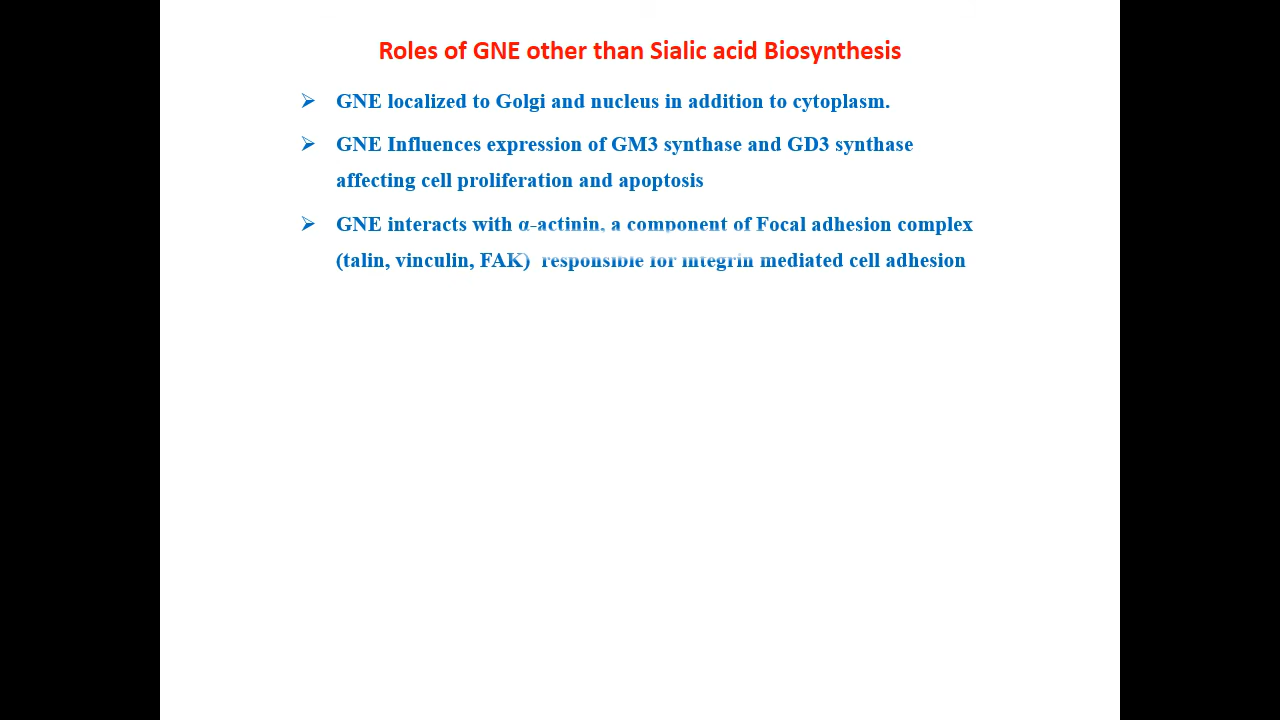 Roles of GNE other than Sialic acid Biosynthesis
➢ GNE localized to Golgi and nucleus in addition to cytoplasm.
➢ GNE Influences expression of GM3 synthase and GD3 synthase
affecting cell proliferation and apoptosis
➢ GNE interacts with α-actinin, a component of Focal adhesion complex
(talin, vinculin, FAK) responsible for integrin mediated cell adhesion